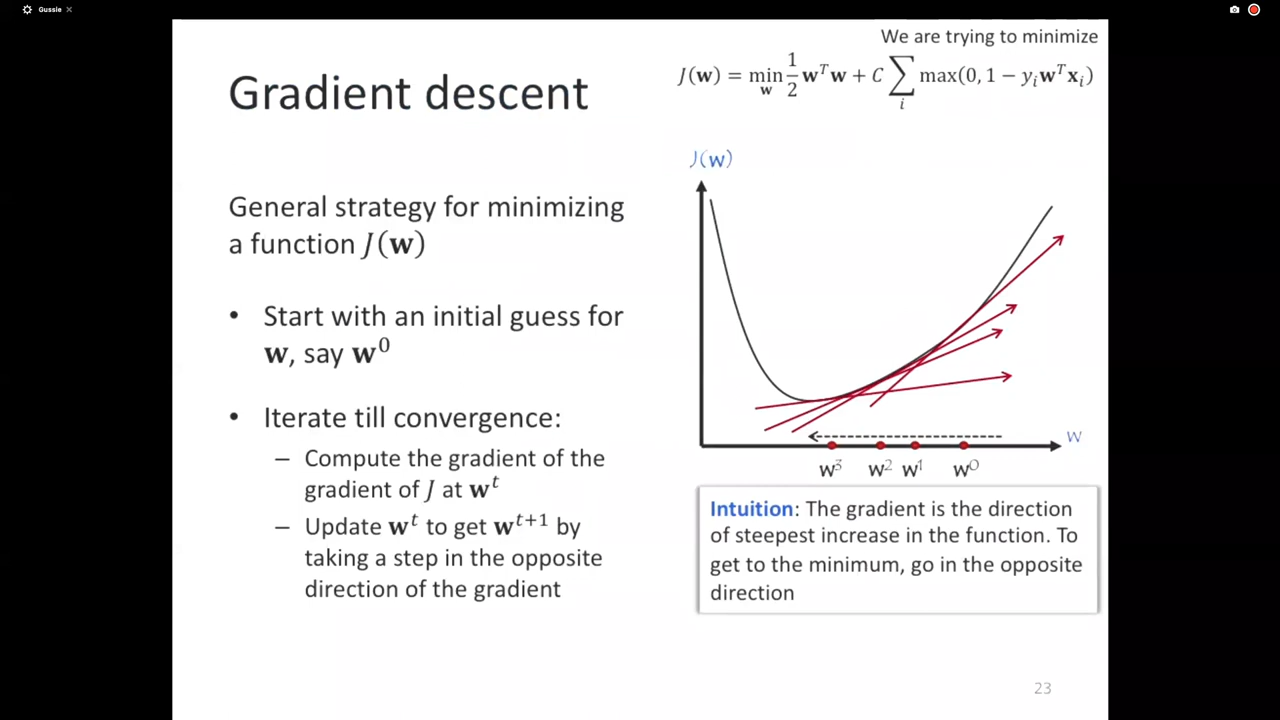 Gussie
We are trying to minimize
Gradient descent
J(𝐰) = min_𝐰 1/2 𝐰ᵀ𝐰 + C ∑_i max(0, 1 − y_i 𝐰ᵀ𝐱_i)
General strategy for minimizing
a function J(𝐰)
• Start with an initial guess for
𝐰, say 𝐰⁰
• Iterate till convergence:
– Compute the gradient of the
gradient of J at 𝐰ᵗ
– Update 𝐰ᵗ to get 𝐰ᵗ⁺¹ by
taking a step in the opposite
direction of the gradient
J(w)
w
w³ w² w¹ w⁰
Intuition: The gradient is the direction
of steepest increase in the function. To
get to the minimum, go in the opposite
direction
23